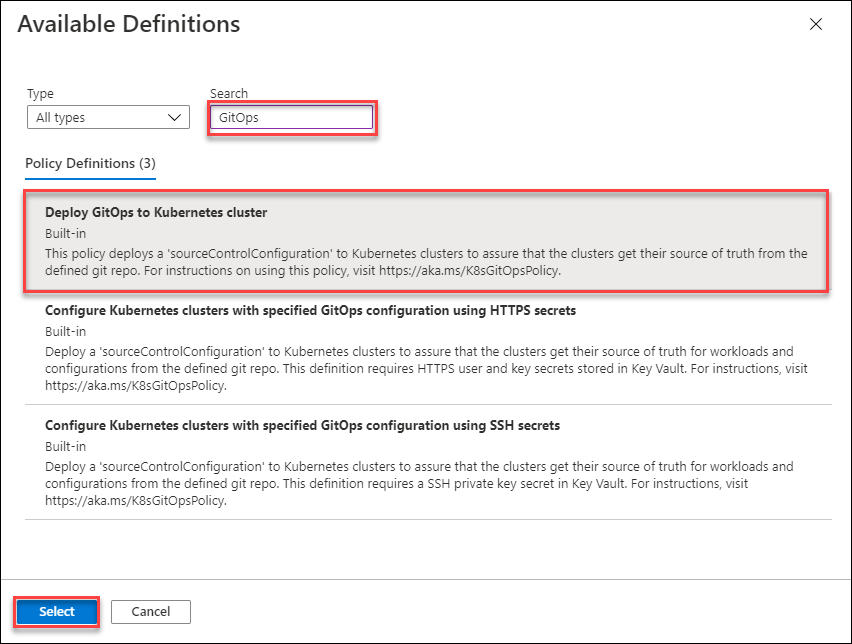 Available Definitions
Type
Search
All types
GitOps
Policy Definitions (3)
Deploy GitOps to Kubernetes cluster
Built-in
This policy deploys a 'sourceControlConfiguration' to Kubernetes clusters to assure that the clusters get their source of truth from the
defined git repo. For instructions on using this policy, visit https://aka.ms/K8sGitOpsPolicy.
Configure Kubernetes clusters with specified GitOps configuration using HTTPS secrets
Built-in
Deploy a 'sourceControlConfiguration' to Kubernetes clusters to assure that the clusters get their source of truth for workloads and
configurations from the defined git repo. This definition requires HTTPS user and key secrets stored in Key Vault. For instructions, visit
https://aka.ms/K8sGitOpsPolicy.
Configure Kubernetes clusters with specified GitOps configuration using SSH secrets
Built-in
Deploy a 'sourceControlConfiguration' to Kubernetes clusters to assure that the clusters get their source of truth for workloads and
configurations from the defined git repo. This definition requires a SSH private key secret in Key Vault. For instructions, visit
https://aka.ms/K8sGitOpsPolicy.
Select
Cancel